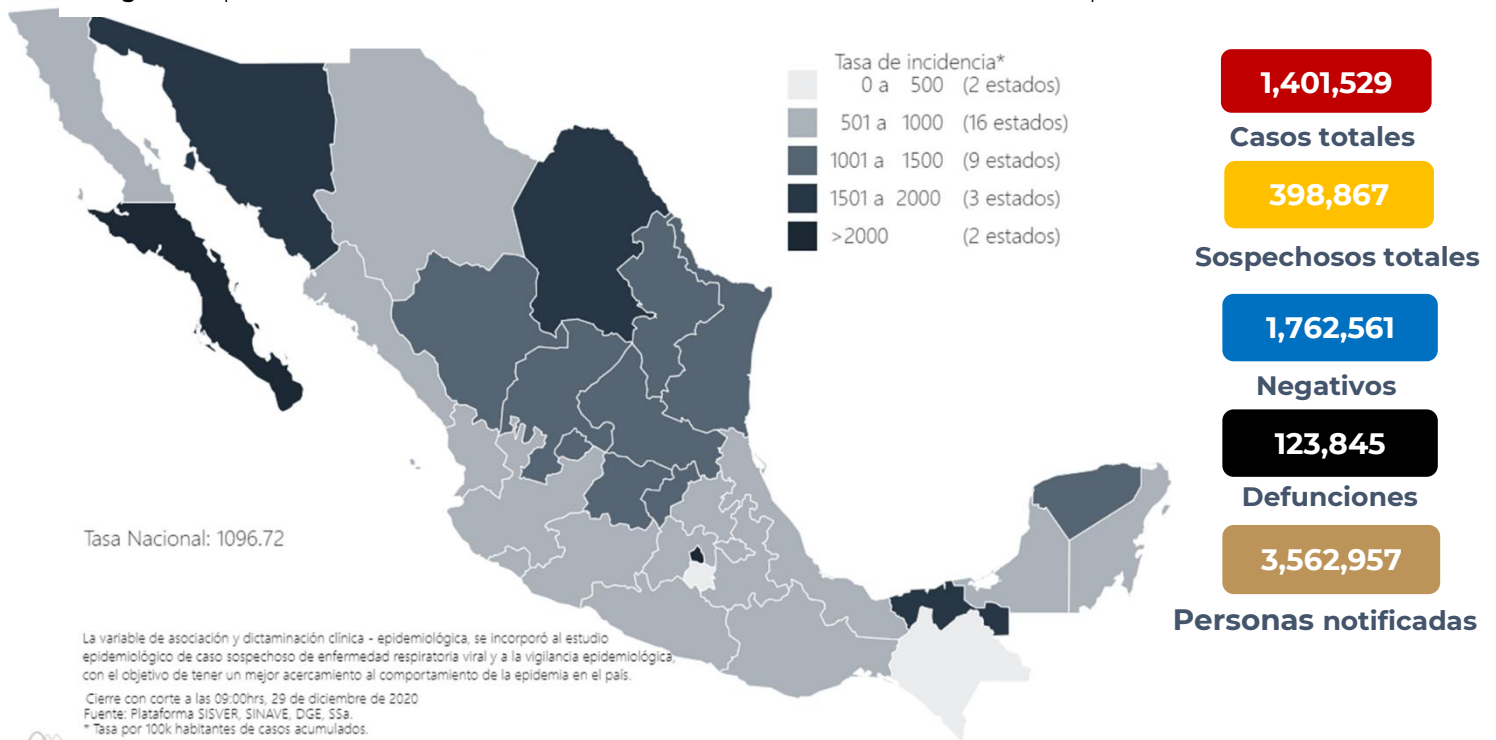 Tasa de incidencia*
0 a 500 (2 estados)
501 a 1000 (16 estados)
1001 a 1500 (9 estados)
1501 a 2000 (3 estados)
>2000 (2 estados)
1,401,529
Casos totales
398,867
Sospechosos totales
1,762,561
Negativos
123,845
Defunciones
3,562,957
Personas notificadas
Tasa Nacional: 1096.72
La variable de asociación y dictaminación clínica - epidemiológica, se incorporó al estudio
epidemiológico de caso sospechoso de enfermedad respiratoria viral y a la vigilancia epidemiológica,
con el objetivo de tener un mejor acercamiento al comportamiento de la epidemia en el país.
Cierre con corte a las 09:00hrs, 29 de diciembre de 2020
Fuente: Plataforma SISVER, SINAVE, DGE, SSa.
* Tasa por 100k habitantes de casos acumulados.